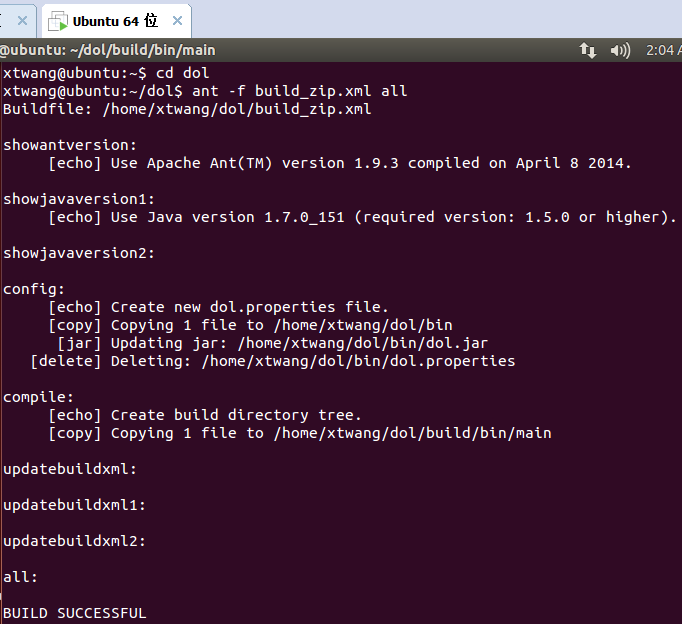 Ubuntu 64 位
@ubuntu: ~/dol/build/bin/main
2:04
xtwang@ubuntu:~$ cd dol
xtwang@ubuntu:~/dol$ ant -f build_zip.xml all
Buildfile: /home/xtwang/dol/build_zip.xml
showantversion:
[echo] Use Apache Ant(TM) version 1.9.3 compiled on April 8 2014.
showjavaversion1:
[echo] Use Java version 1.7.0_151 (required version: 1.5.0 or higher).
showjavaversion2:
config:
[echo] Create new dol.properties file.
[copy] Copying 1 file to /home/xtwang/dol/bin
[jar] Updating jar: /home/xtwang/dol/bin/dol.jar
[delete] Deleting: /home/xtwang/dol/bin/dol.properties
compile:
[echo] Create build directory tree.
[copy] Copying 1 file to /home/xtwang/dol/build/bin/main
updatebuildxml:
updatebuildxml1:
updatebuildxml2:
all:
BUILD SUCCESSFUL